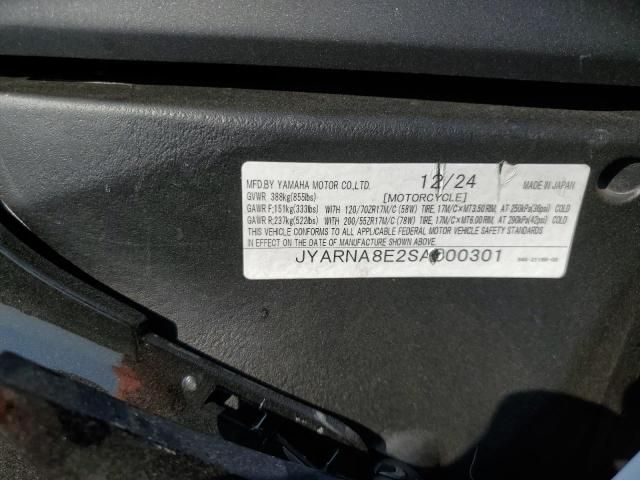 MFD.BY YAMAHA MOTOR CO.,LTD. 12/24 MADE IN JAPAN
GVWR 388kg(855lbs) [MOTORCYCLE]
GAWR F;151kg(333lbs) WITH 120/70ZR17M/C (58W) TIRE, 17M/C×MT3.50 RIM, AT 250kPa(36psi) COLD
GAWR R;237kg(522lbs) WITH 200/55ZR17M/C (78W) TIRE, 17M/C×MT6.00 RIM, AT 290kPa(42psi) COLD
THIS VEHICLE CONFORMS TO ALL APPLICABLE FEDERAL MOTOR VEHICLE SAFETY STANDARDS
IN EFFECT ON THE DATE OF MANUFACTURE SHOWN ABOVE.
JYARNA8E2SA000301